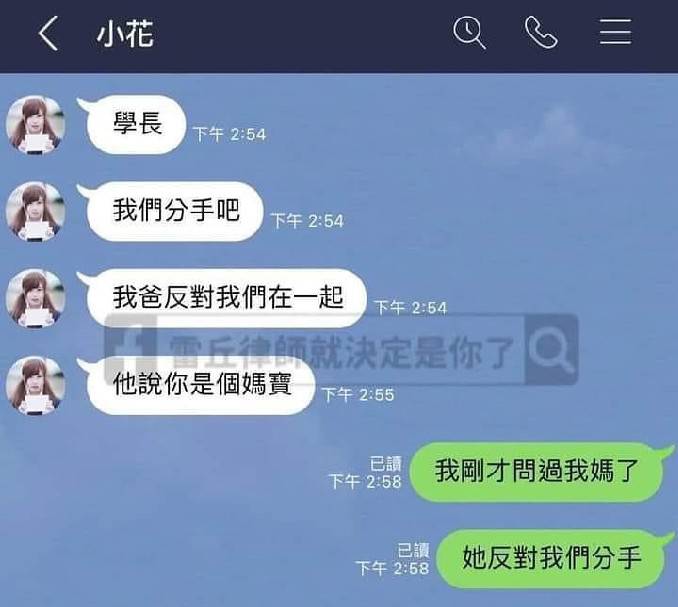 小花
學長
下午 2:54
我們分手吧
下午 2:54
我爸反對我們在一起
下午 2:54
f 雷丘律師就決定是你了
他說你是個媽寶
下午 2:55
已讀
下午 2:58
我剛才問過我媽了
已讀
下午 2:58
她反對我們分手